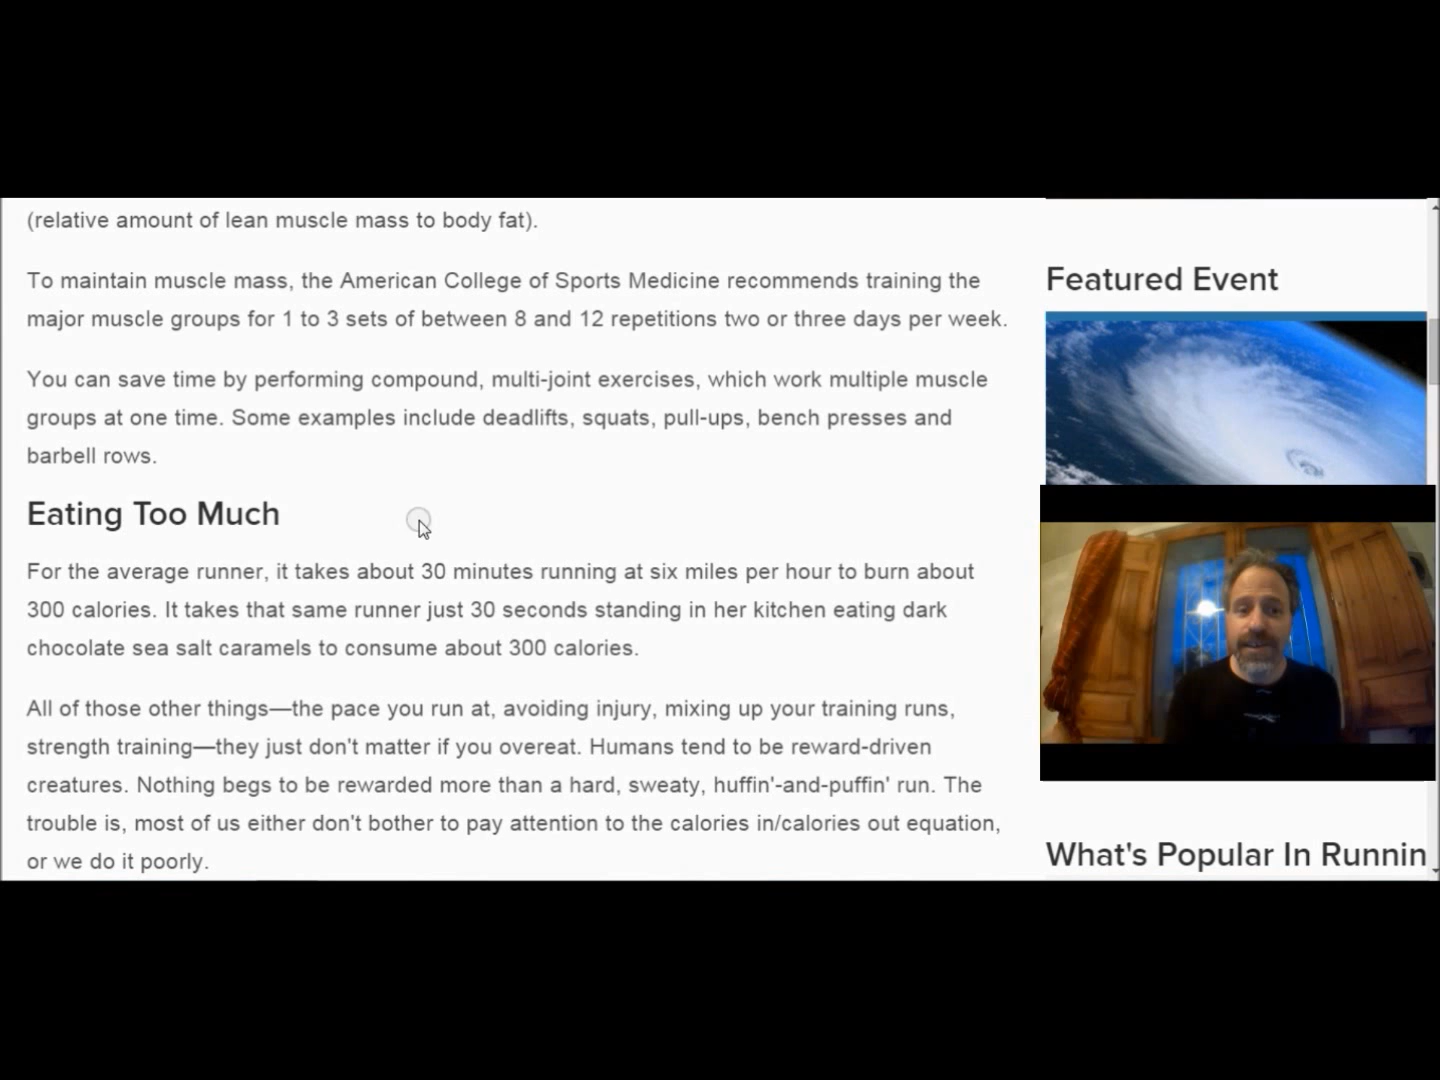 (relative amount of lean muscle mass to body fat).
To maintain muscle mass, the American College of Sports Medicine recommends training the
major muscle groups for 1 to 3 sets of between 8 and 12 repetitions two or three days per week.
You can save time by performing compound, multi-joint exercises, which work multiple muscle
groups at one time. Some examples include deadlifts, squats, pull-ups, bench presses and
barbell rows.
Eating Too Much
For the average runner, it takes about 30 minutes running at six miles per hour to burn about
300 calories. It takes that same runner just 30 seconds standing in her kitchen eating dark
chocolate sea salt caramels to consume about 300 calories.
All of those other things—the pace you run at, avoiding injury, mixing up your training runs,
strength training—they just don't matter if you overeat. Humans tend to be reward-driven
creatures. Nothing begs to be rewarded more than a hard, sweaty, huffin'-and-puffin' run. The
trouble is, most of us either don't bother to pay attention to the calories in/calories out equation,
or we do it poorly.
Featured Event
What's Popular In Runnin